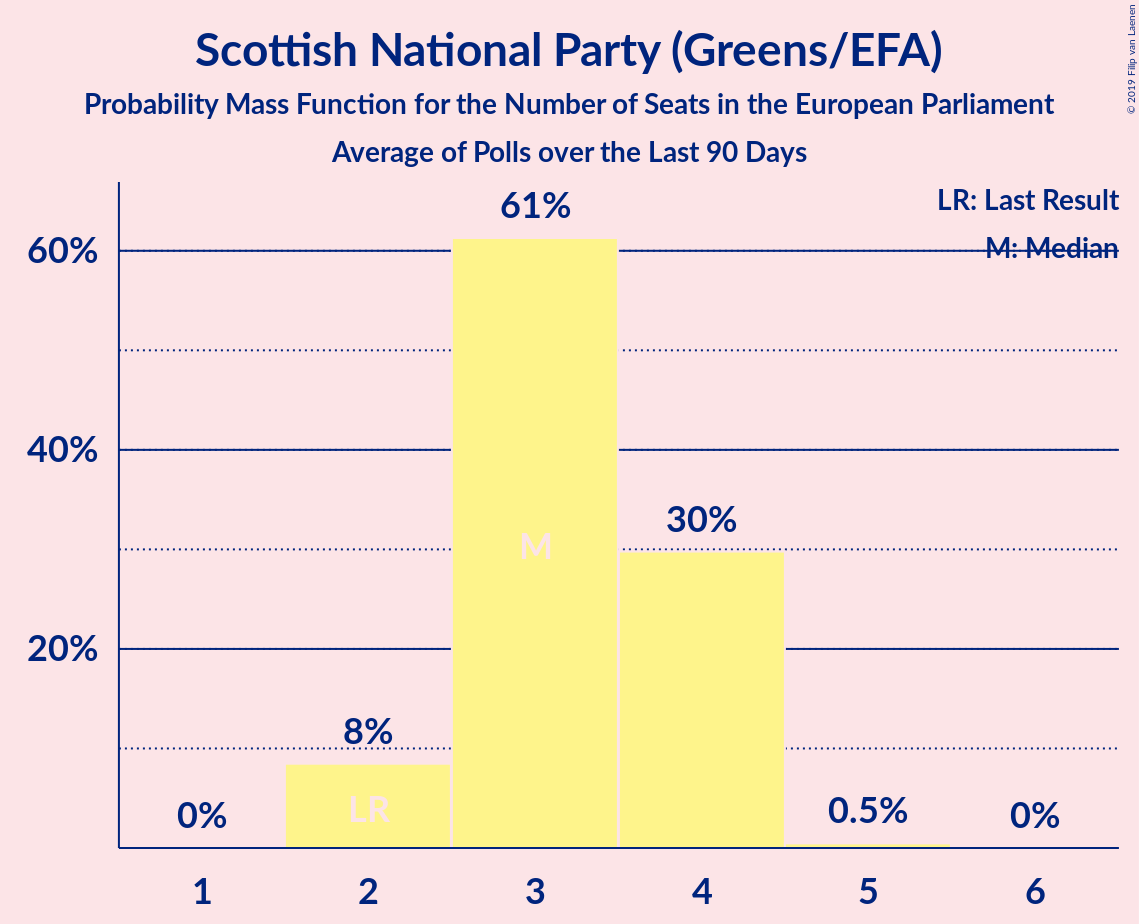 Scottish National Party (Greens/EFA)
Probability Mass Function for the Number of Seats in the European Parliament
Average of Polls over the Last 90 Days
© 2019 Filip van Laenen
LR: Last Result
M: Median
61%
60%
40%
30%
M
20%
8%
LR
0%
0.5%
0%
1 2 3 4 5 6